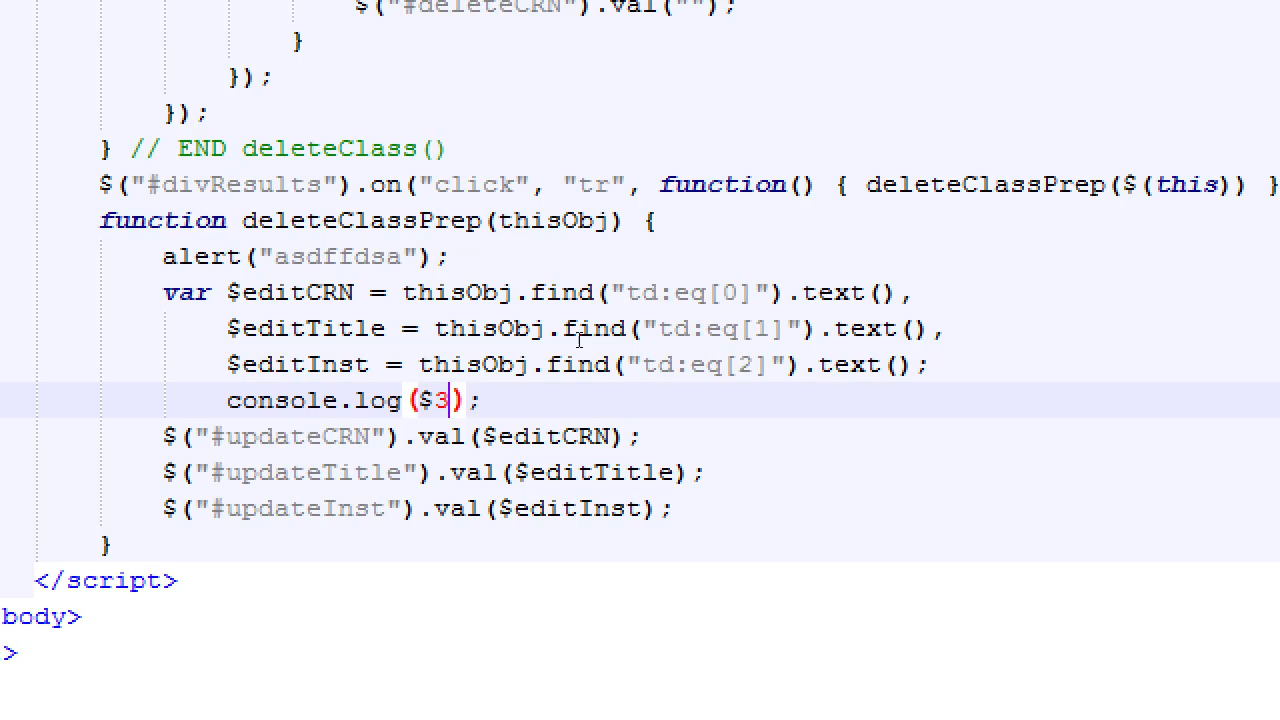 $("#deleteCRN").val("");
}
});
});
} // END deleteClass()
$("#divResults").on("click", "tr", function() { deleteClassPrep($(this)) }
function deleteClassPrep(thisObj) {
alert("asdffdsa");
var $editCRN = thisObj.find("td:eq[0]").text(),
$editTitle = thisObj.find("td:eq[1]").text(),
$editInst = thisObj.find("td:eq[2]").text();
console.log($3);
$("#updateCRN").val($editCRN);
$("#updateTitle").val($editTitle);
$("#updateInst").val($editInst);
}
</script>
body>
>